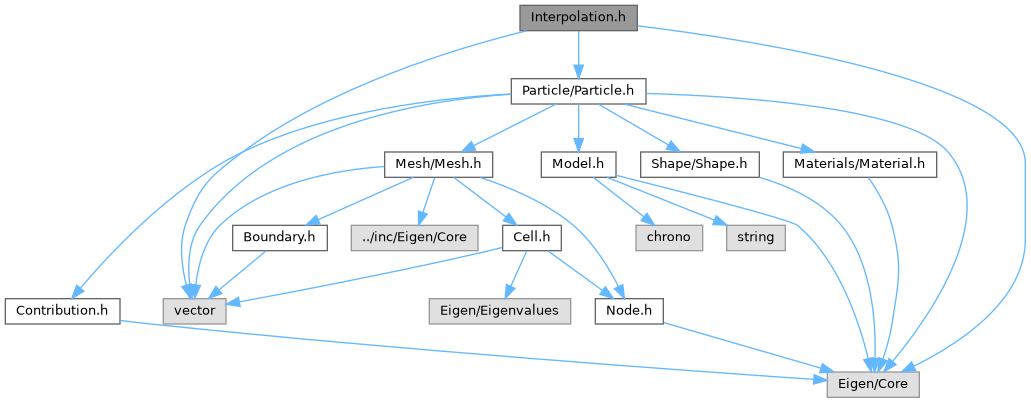 Interpolation.h
Particle/Particle.h
Mesh/Mesh.h
Model.h
Shape/Shape.h
Materials/Material.h
Boundary.h
../inc/Eigen/Core
Cell.h
chrono
string
Contribution.h
vector
Eigen/Eigenvalues
Node.h
Eigen/Core